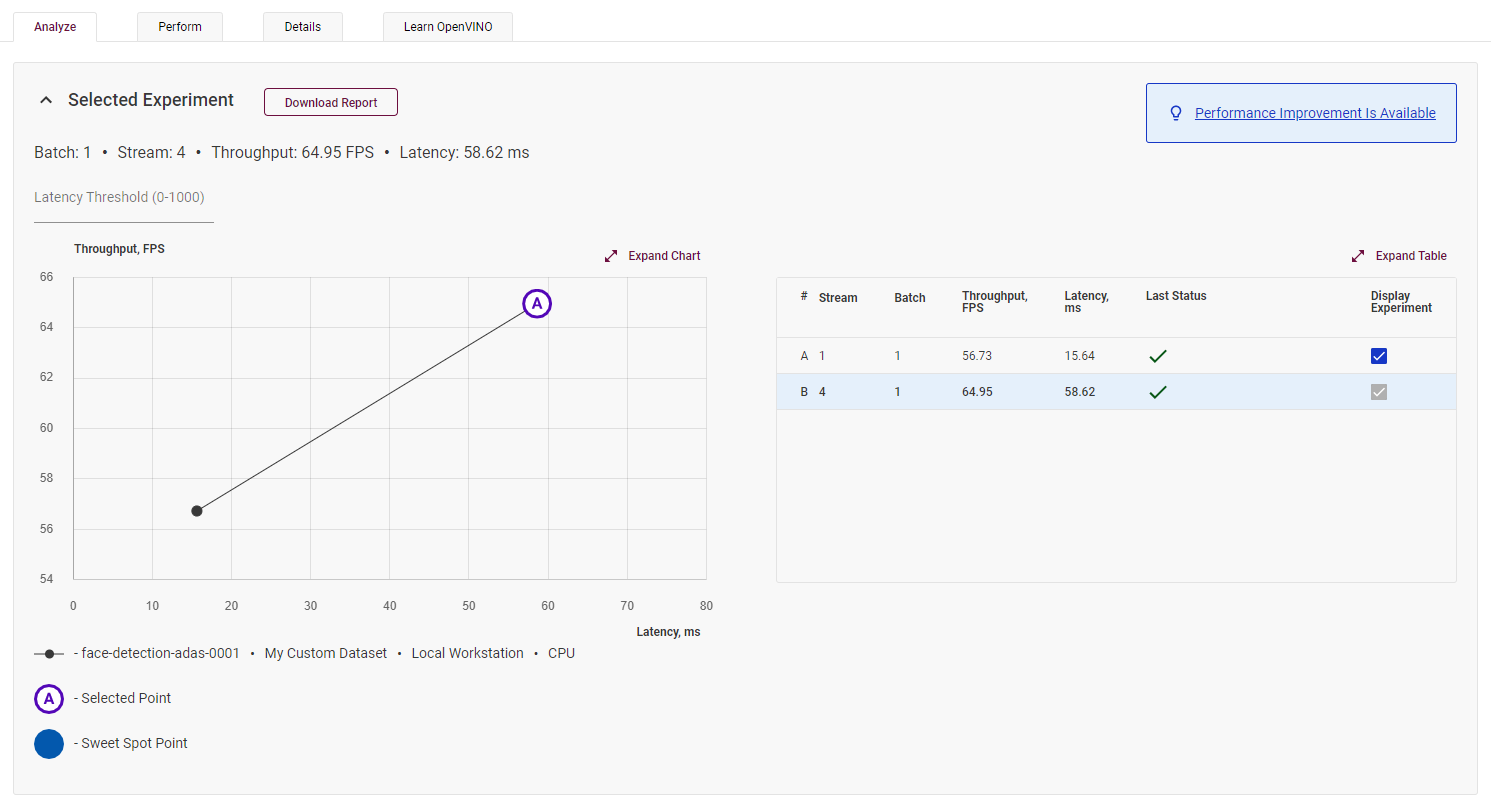 Analyze
Perform
Details
Learn OpenVINO
Selected Experiment
Download Report
Performance Improvement Is Available
Batch: 1 • Stream: 4 • Throughput: 64.95 FPS • Latency: 58.62 ms
Latency Threshold (0-1000)
Throughput, FPS
Expand Chart
66
64
62
60
58
56
54
A
0 10 20 30 40 50 60 70 80
Latency, ms
- face-detection-adas-0001 • My Custom Dataset • Local Workstation • CPU
A - Selected Point
- Sweet Spot Point
Expand Table
# Stream Batch Throughput, FPS Latency, ms Last Status Display Experiment
A 1 1 56.73 15.64
B 4 1 64.95 58.62